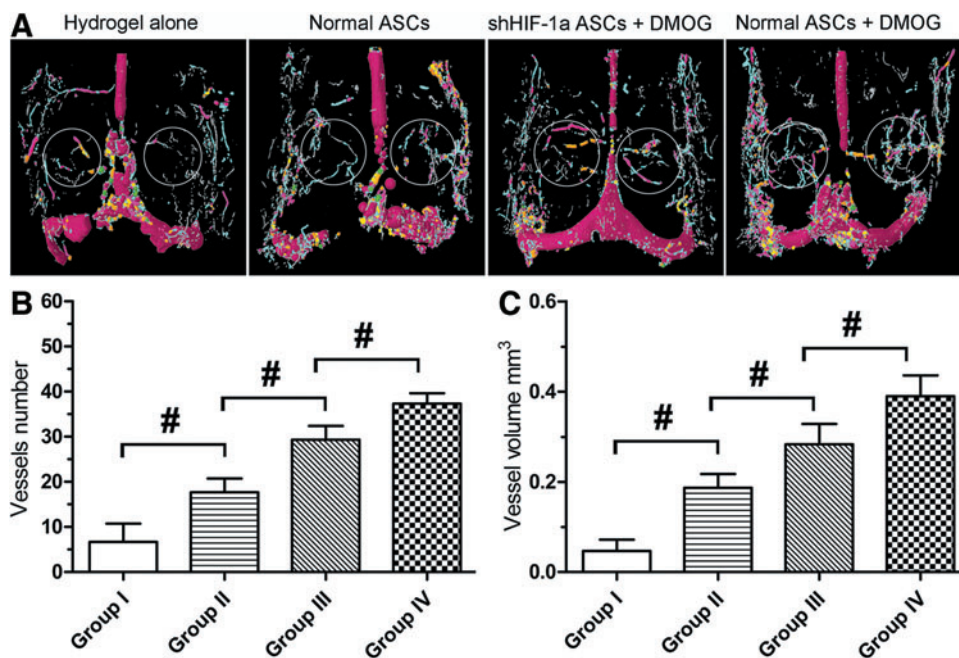 A
Hydrogel alone
Normal ASCs
shHIF-1a ASCs + DMOG
Normal ASCs + DMOG
B
Vessels number
60
50
40
30
20
10
0
#
#
#
Group I
Group II
Group III
Group IV
C
Vessel volume mm³
0.6
0.4
0.2
0.0
#
#
#
Group I
Group II
Group III
Group IV